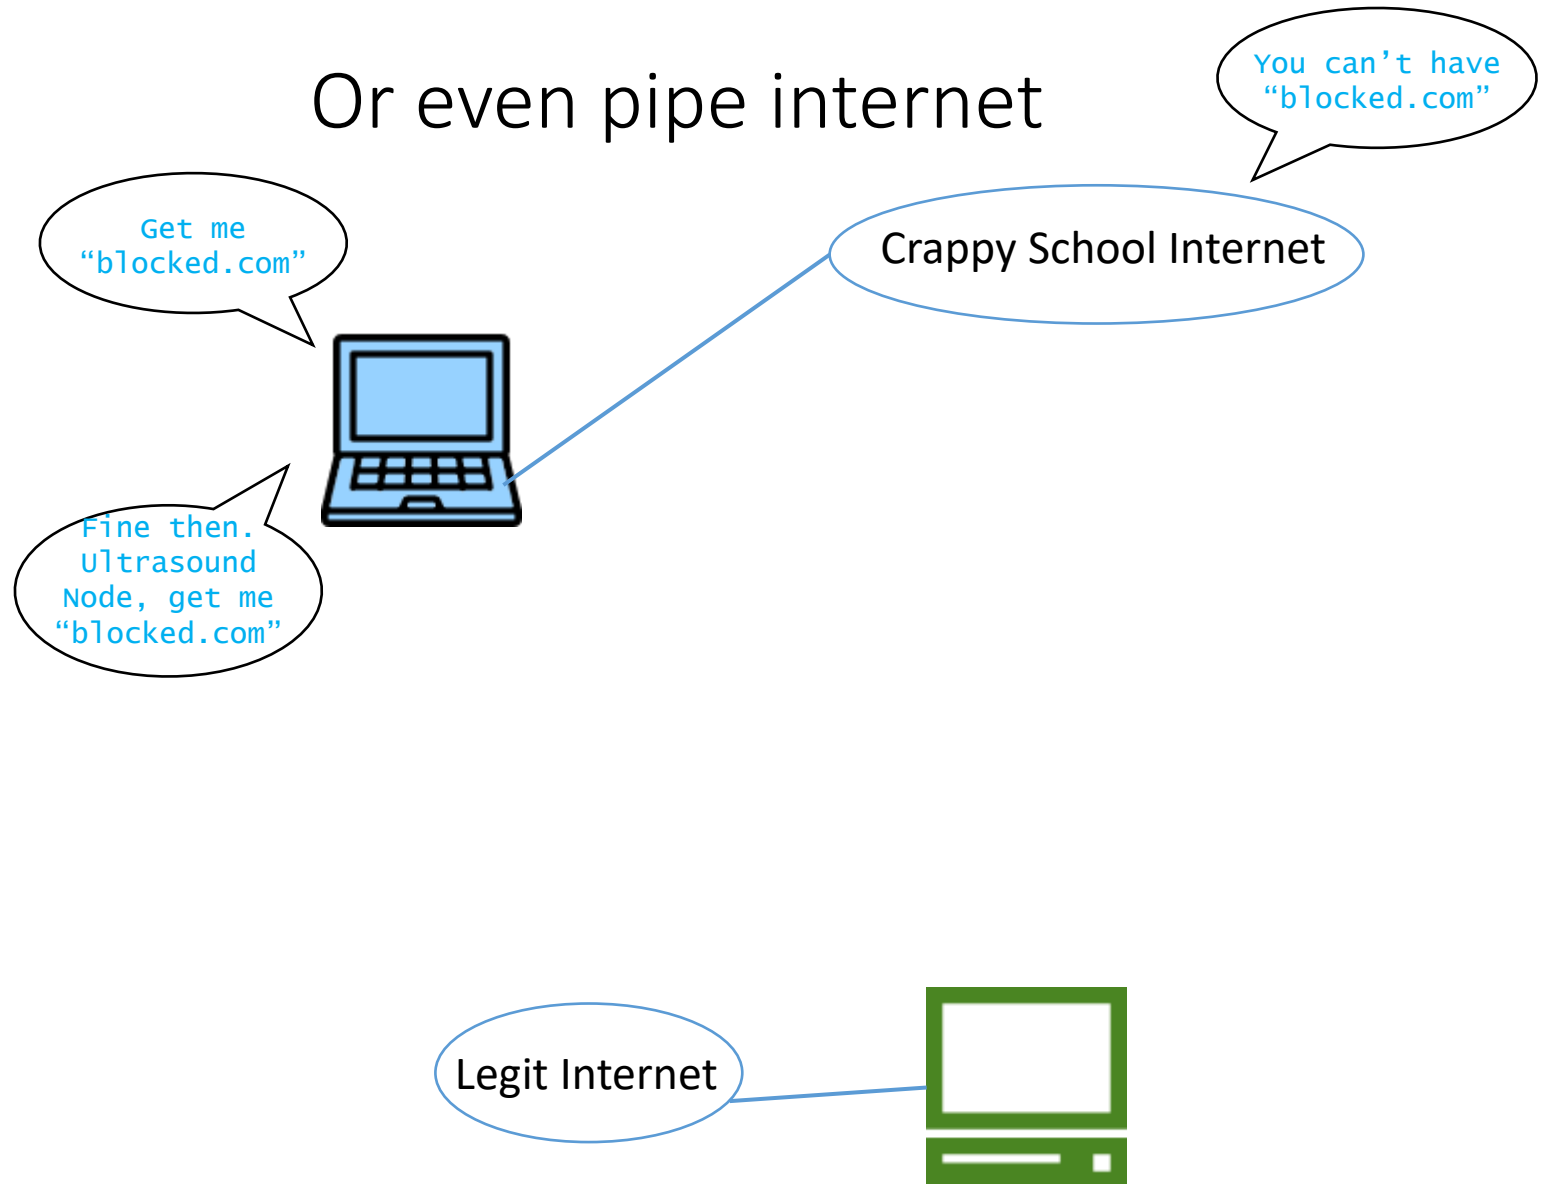 Or even pipe internet
You can’t have
“blocked.com”
Get me
“blocked.com”
Crappy School Internet
Fine then.
Ultrasound
Node, get me
“blocked.com”
Legit Internet